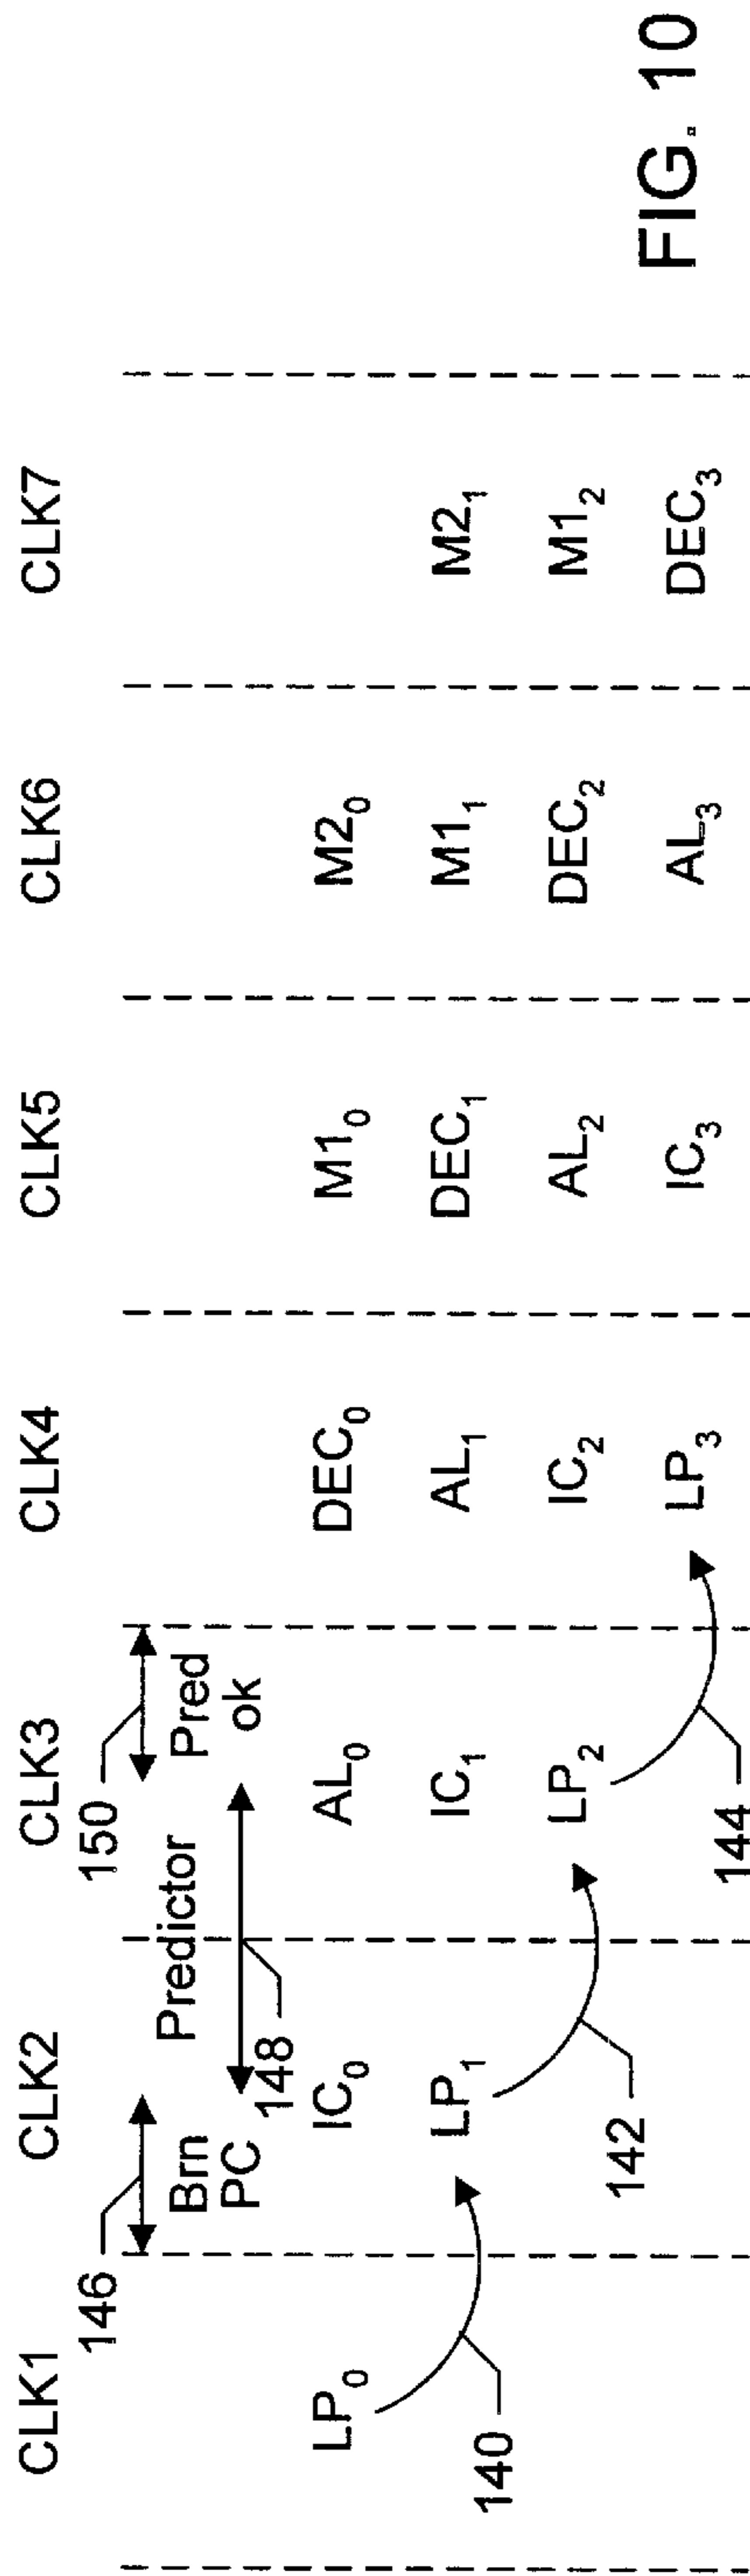 CLK1 CLK2 CLK3 CLK4 CLK5 CLK6 CLK7
146 150
Brn PC Predictor Pred ok
148
LP₀ IC₀ AL₀ DEC₀ M1₀ M2₀
LP₁ IC₁ AL₁ DEC₁ M1₁ M2₁
140
LP₂ IC₂ AL₂ DEC₂ M1₂
142
LP₃ IC₃ AL₃ DEC₃
144
FIG. 10